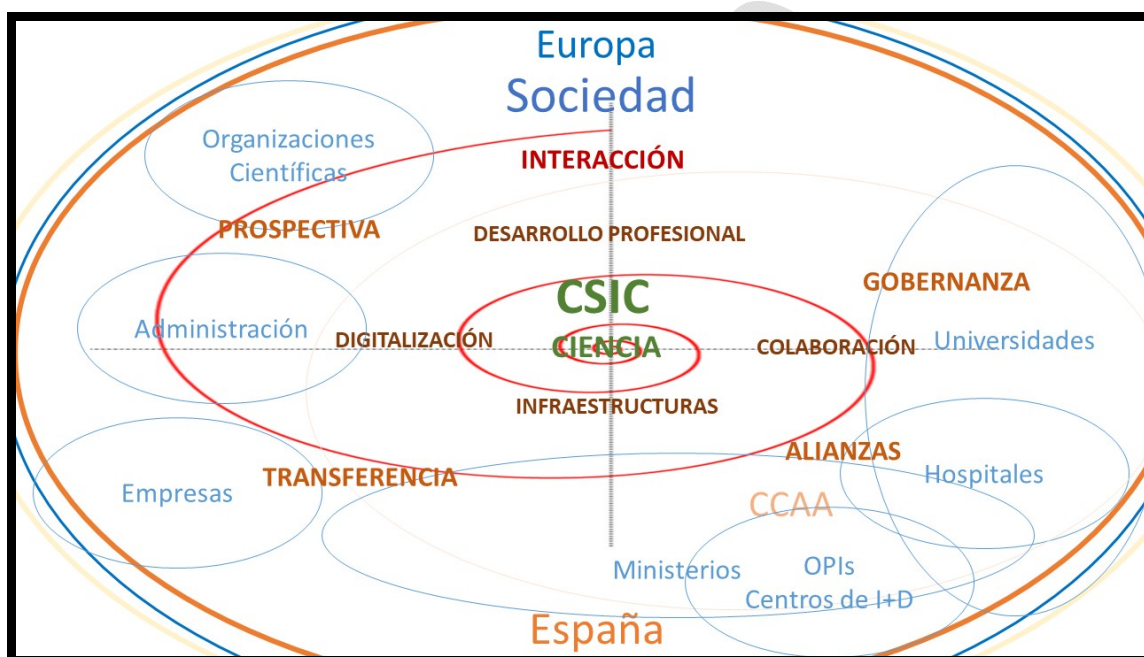 Europa
Sociedad
Organizaciones
Científicas
INTERACCIÓN
PROSPECTIVA
DESARROLLO PROFESIONAL
GOBERNANZA
CSIC
Administración
DIGITALIZACIÓN
CIENCIA
COLABORACIÓN
Universidades
INFRAESTRUCTURAS
ALIANZAS
TRANSFERENCIA
Hospitales
Empresas
CCAA
Ministerios
OPIs
Centros de I+D
España